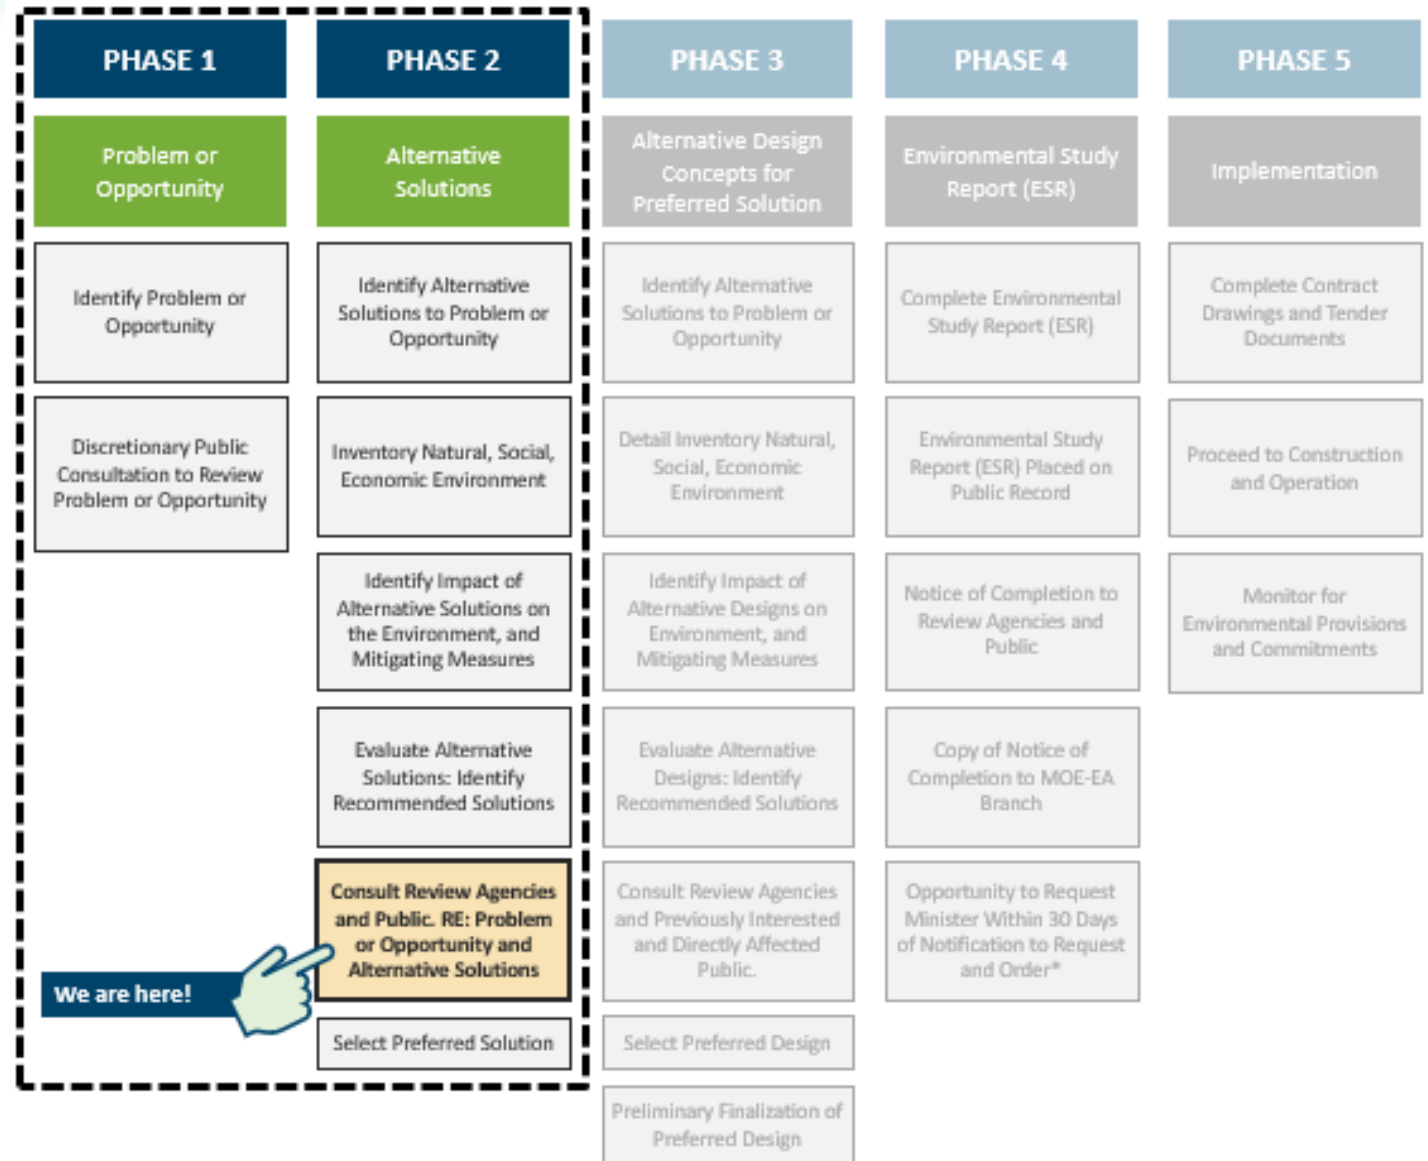 PHASE 1
Problem or
Opportunity
Identify Problem or
Opportunity
Discretionary Public
Consultation to Review
Problem or Opportunity
We are here!
PHASE 2
Alternative
Solutions
Identify Alternative
Solutions to Problem or
Opportunity
Inventory Natural, Social,
Economic Environment
Identify Impact of
Alternative Solutions on
the Environment, and
Mitigating Measures
Evaluate Alternative
Solutions: Identify
Recommended Solutions
Consult Review Agencies
and Public. RE: Problem
or Opportunity and
Alternative Solutions
Select Preferred Solution
PHASE 3
Alternative Design
Concepts for
Preferred Solution
Identify Alternative
Solutions to Problem or
Opportunity
Detail Inventory Natural,
Social, Economic
Environment
Identify Impact of
Alternative Designs on
Environment, and
Mitigating Measures
Evaluate Alternative
Designs: Identify
Recommended Solutions
Consult Review Agencies
and Previously Interested
and Directly Affected
Public.
Select Preferred Design
Preliminary Finalization of
Preferred Design
PHASE 4
Environmental Study
Report (ESR)
Complete Environmental
Study Report (ESR)
Environmental Study
Report (ESR) Placed on
Public Record
Notice of Completion to
Review Agencies and
Public
Copy of Notice of
Completion to MOE-EA
Branch
Opportunity to Request
Minister Within 30 Days
of Notification to Request
and Order*
PHASE 5
Implementation
Complete Contract
Drawings and Tender
Documents
Proceed to Construction
and Operation
Monitor for
Environmental Provisions
and Commitments